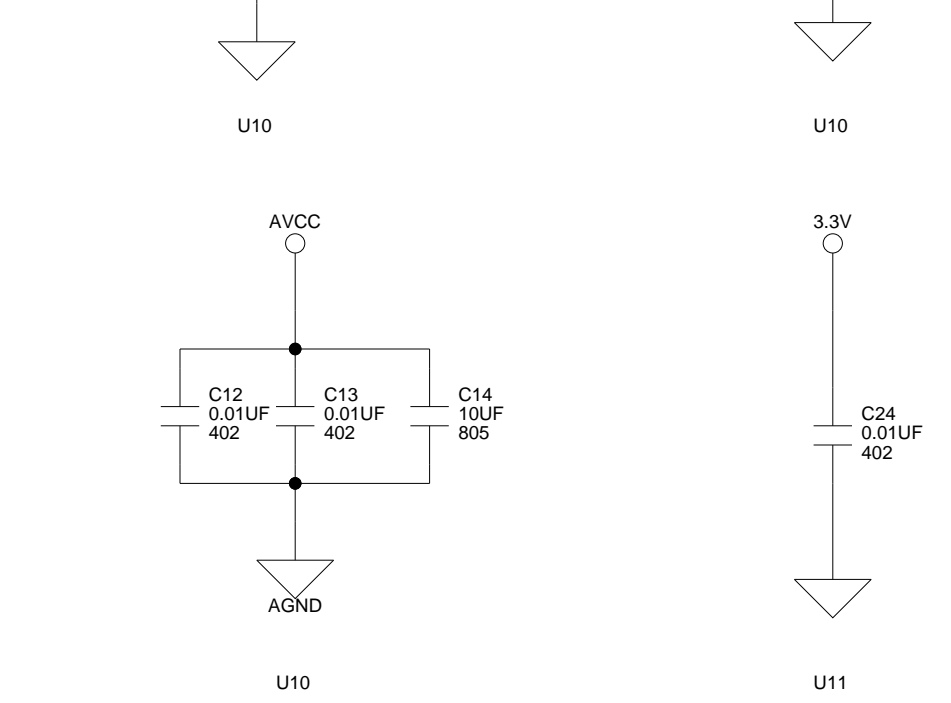 U10
U10
AVCC
3.3V
C12
0.01UF
402
C13
0.01UF
402
C14
10UF
805
C24
0.01UF
402
AGND
U10
U11